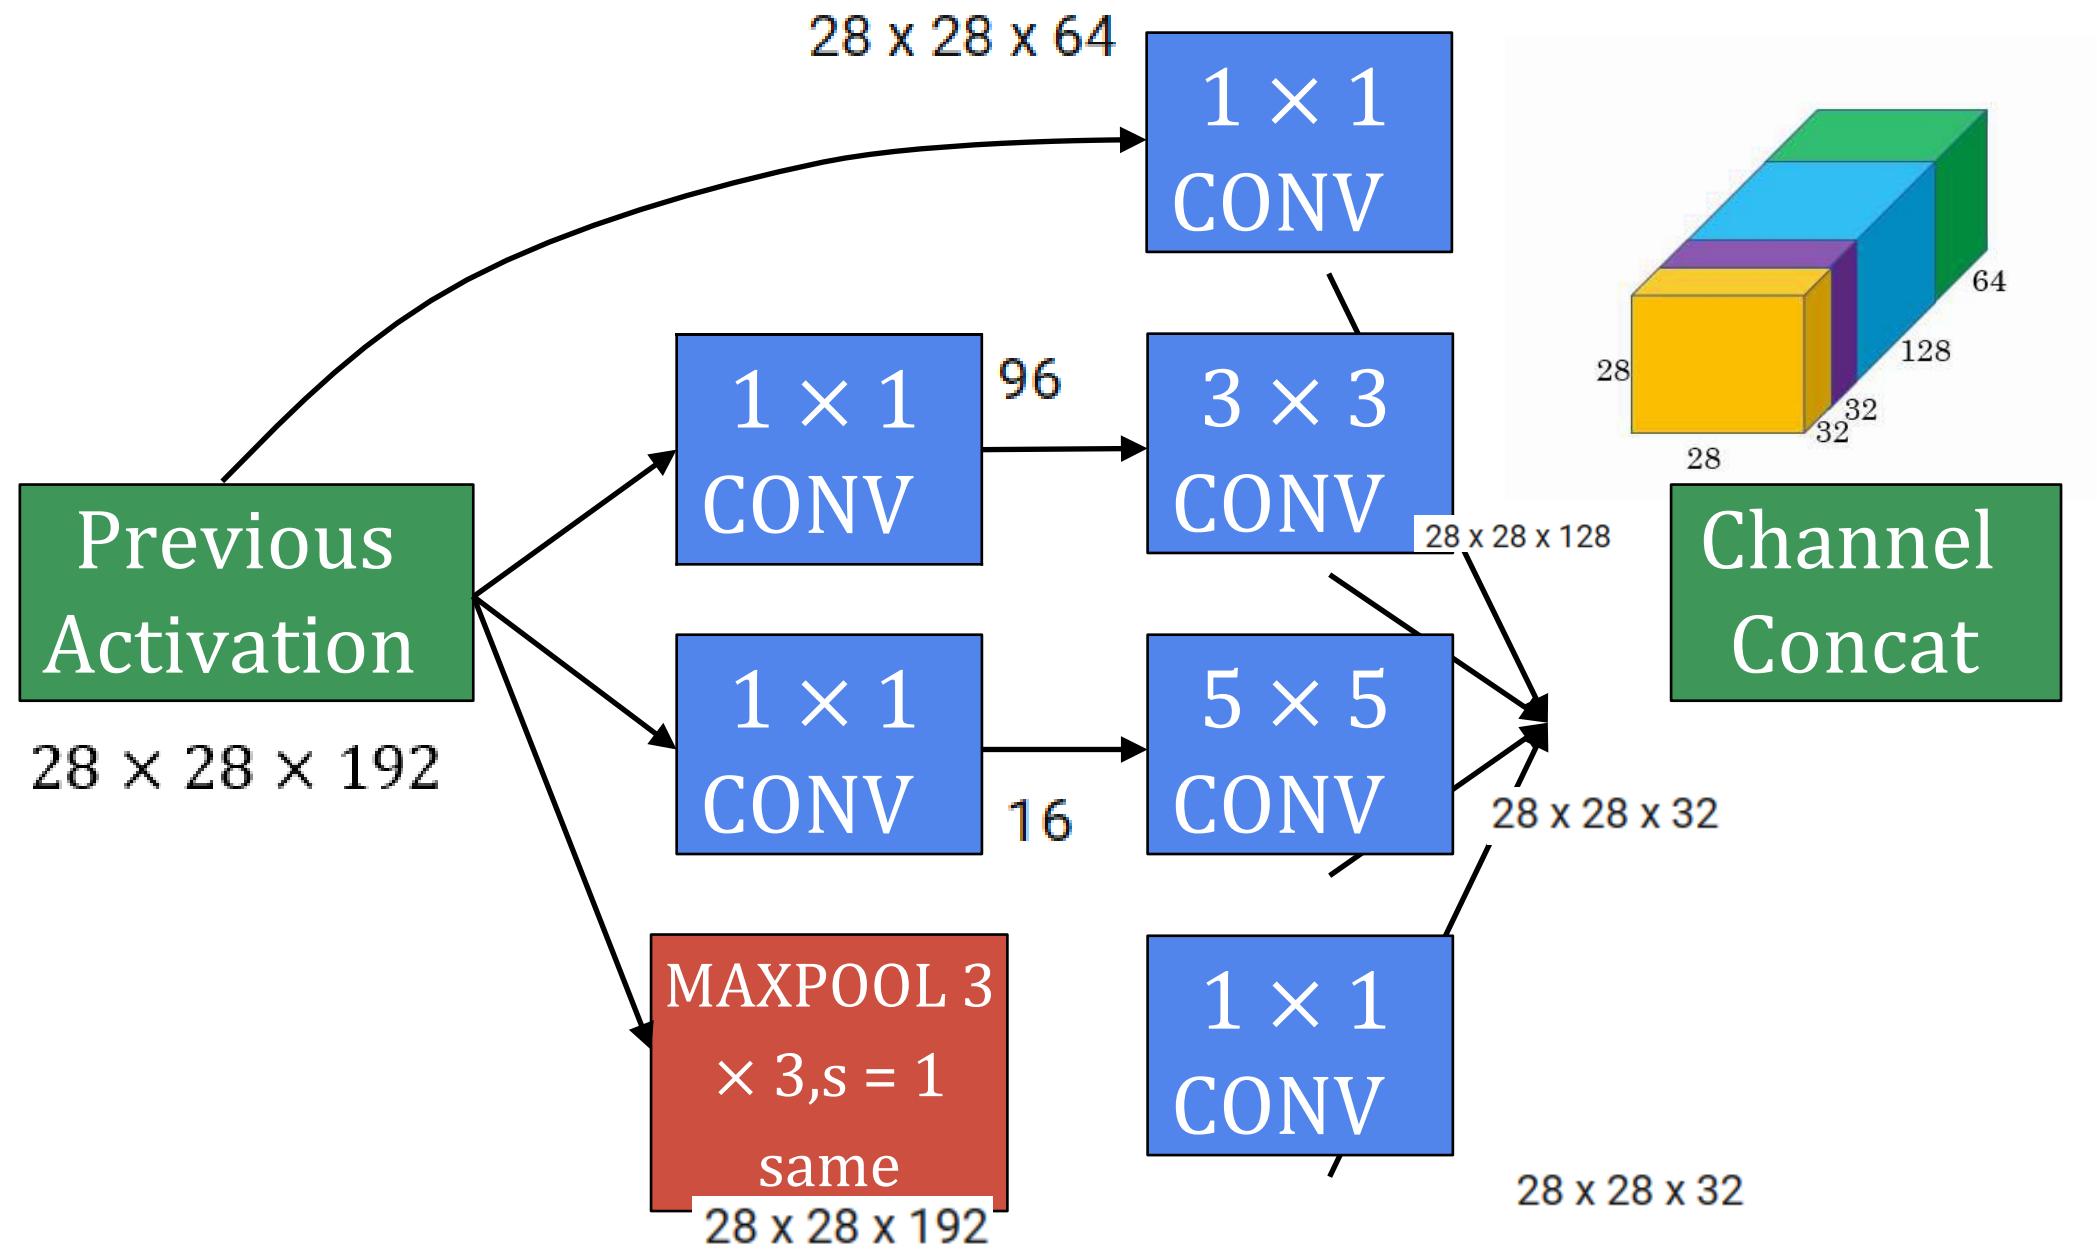 28 x 28 x 64
1 × 1
CONV
1 × 1
CONV
96
3 × 3
CONV
28 x 28 x 128
64
128
32
32
28
28
Previous
Activation
28 × 28 × 192
Channel
Concat
1 × 1
CONV
16
5 × 5
CONV
28 x 28 x 32
MAXPOOL 3
× 3,s = 1
same
28 x 28 x 192
1 × 1
CONV
28 x 28 x 32